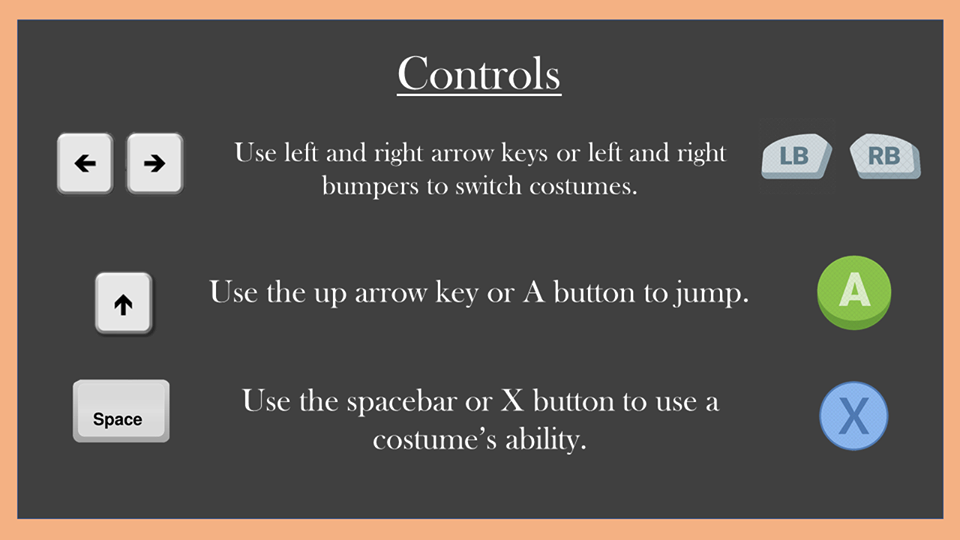 Controls
← →
Use left and right arrow keys or left and right
bumpers to switch costumes.
LB RB
↑
Use the up arrow key or A button to jump.
A
Space
Use the spacebar or X button to use a
costume’s ability.
X